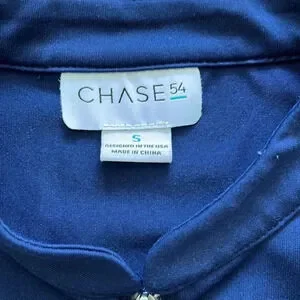 CHASE 54
S
DESIGNED IN THE USA
MADE IN CHINA